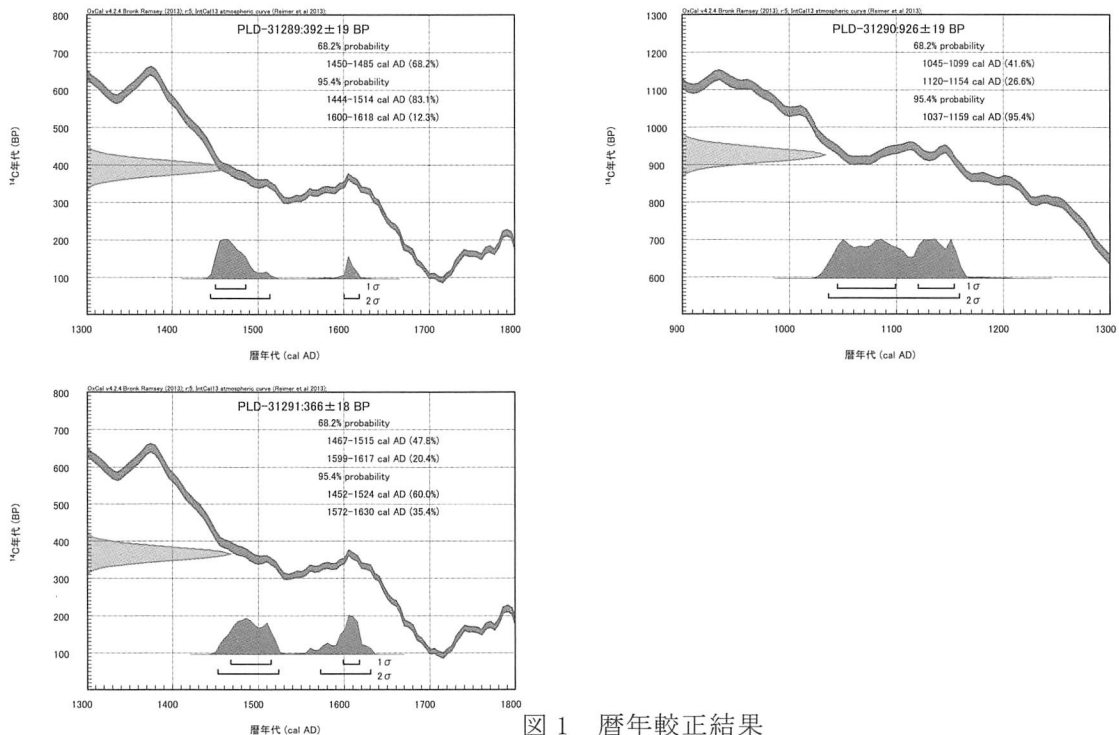 OxCal v4.2.4 Bronk Ramsey (2013); r:5; IntCal13 atmospheric curve (Reimer et al 2013);
PLD-31289:392±19 BP
68.2% probability
1450-1485 cal AD (68.2%)
95.4% probability
1444-1514 cal AD (83.1%)
1600-1618 cal AD (12.3%)
800
700
600
500
400
300
200
100
¹⁴C年代 (BP)
1σ
2σ
1300 1400 1500 1600 1700 1800
暦年代 (cal AD)
OxCal v4.2.4 Bronk Ramsey (2013); r:5; IntCal13 atmospheric curve (Reimer et al 2013);
PLD-31290:926±19 BP
68.2% probability
1045-1099 cal AD (41.6%)
1120-1154 cal AD (26.6%)
95.4% probability
1037-1159 cal AD (95.4%)
1300
1200
1100
1000
900
800
700
600
¹⁴C年代 (BP)
1σ
2σ
900 1000 1100 1200 1300
暦年代 (cal AD)
OxCal v4.2.4 Bronk Ramsey (2013); r:5; IntCal13 atmospheric curve (Reimer et al 2013);
PLD-31291:366±18 BP
68.2% probability
1467-1515 cal AD (47.8%)
1599-1617 cal AD (20.4%)
95.4% probability
1452-1524 cal AD (60.0%)
1572-1630 cal AD (35.4%)
800
700
600
500
400
300
200
100
¹⁴C年代 (BP)
1σ
2σ
1300 1400 1500 1600 1700 1800
暦年代 (cal AD)
図1 暦年較正結果